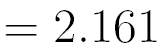 = 2.161